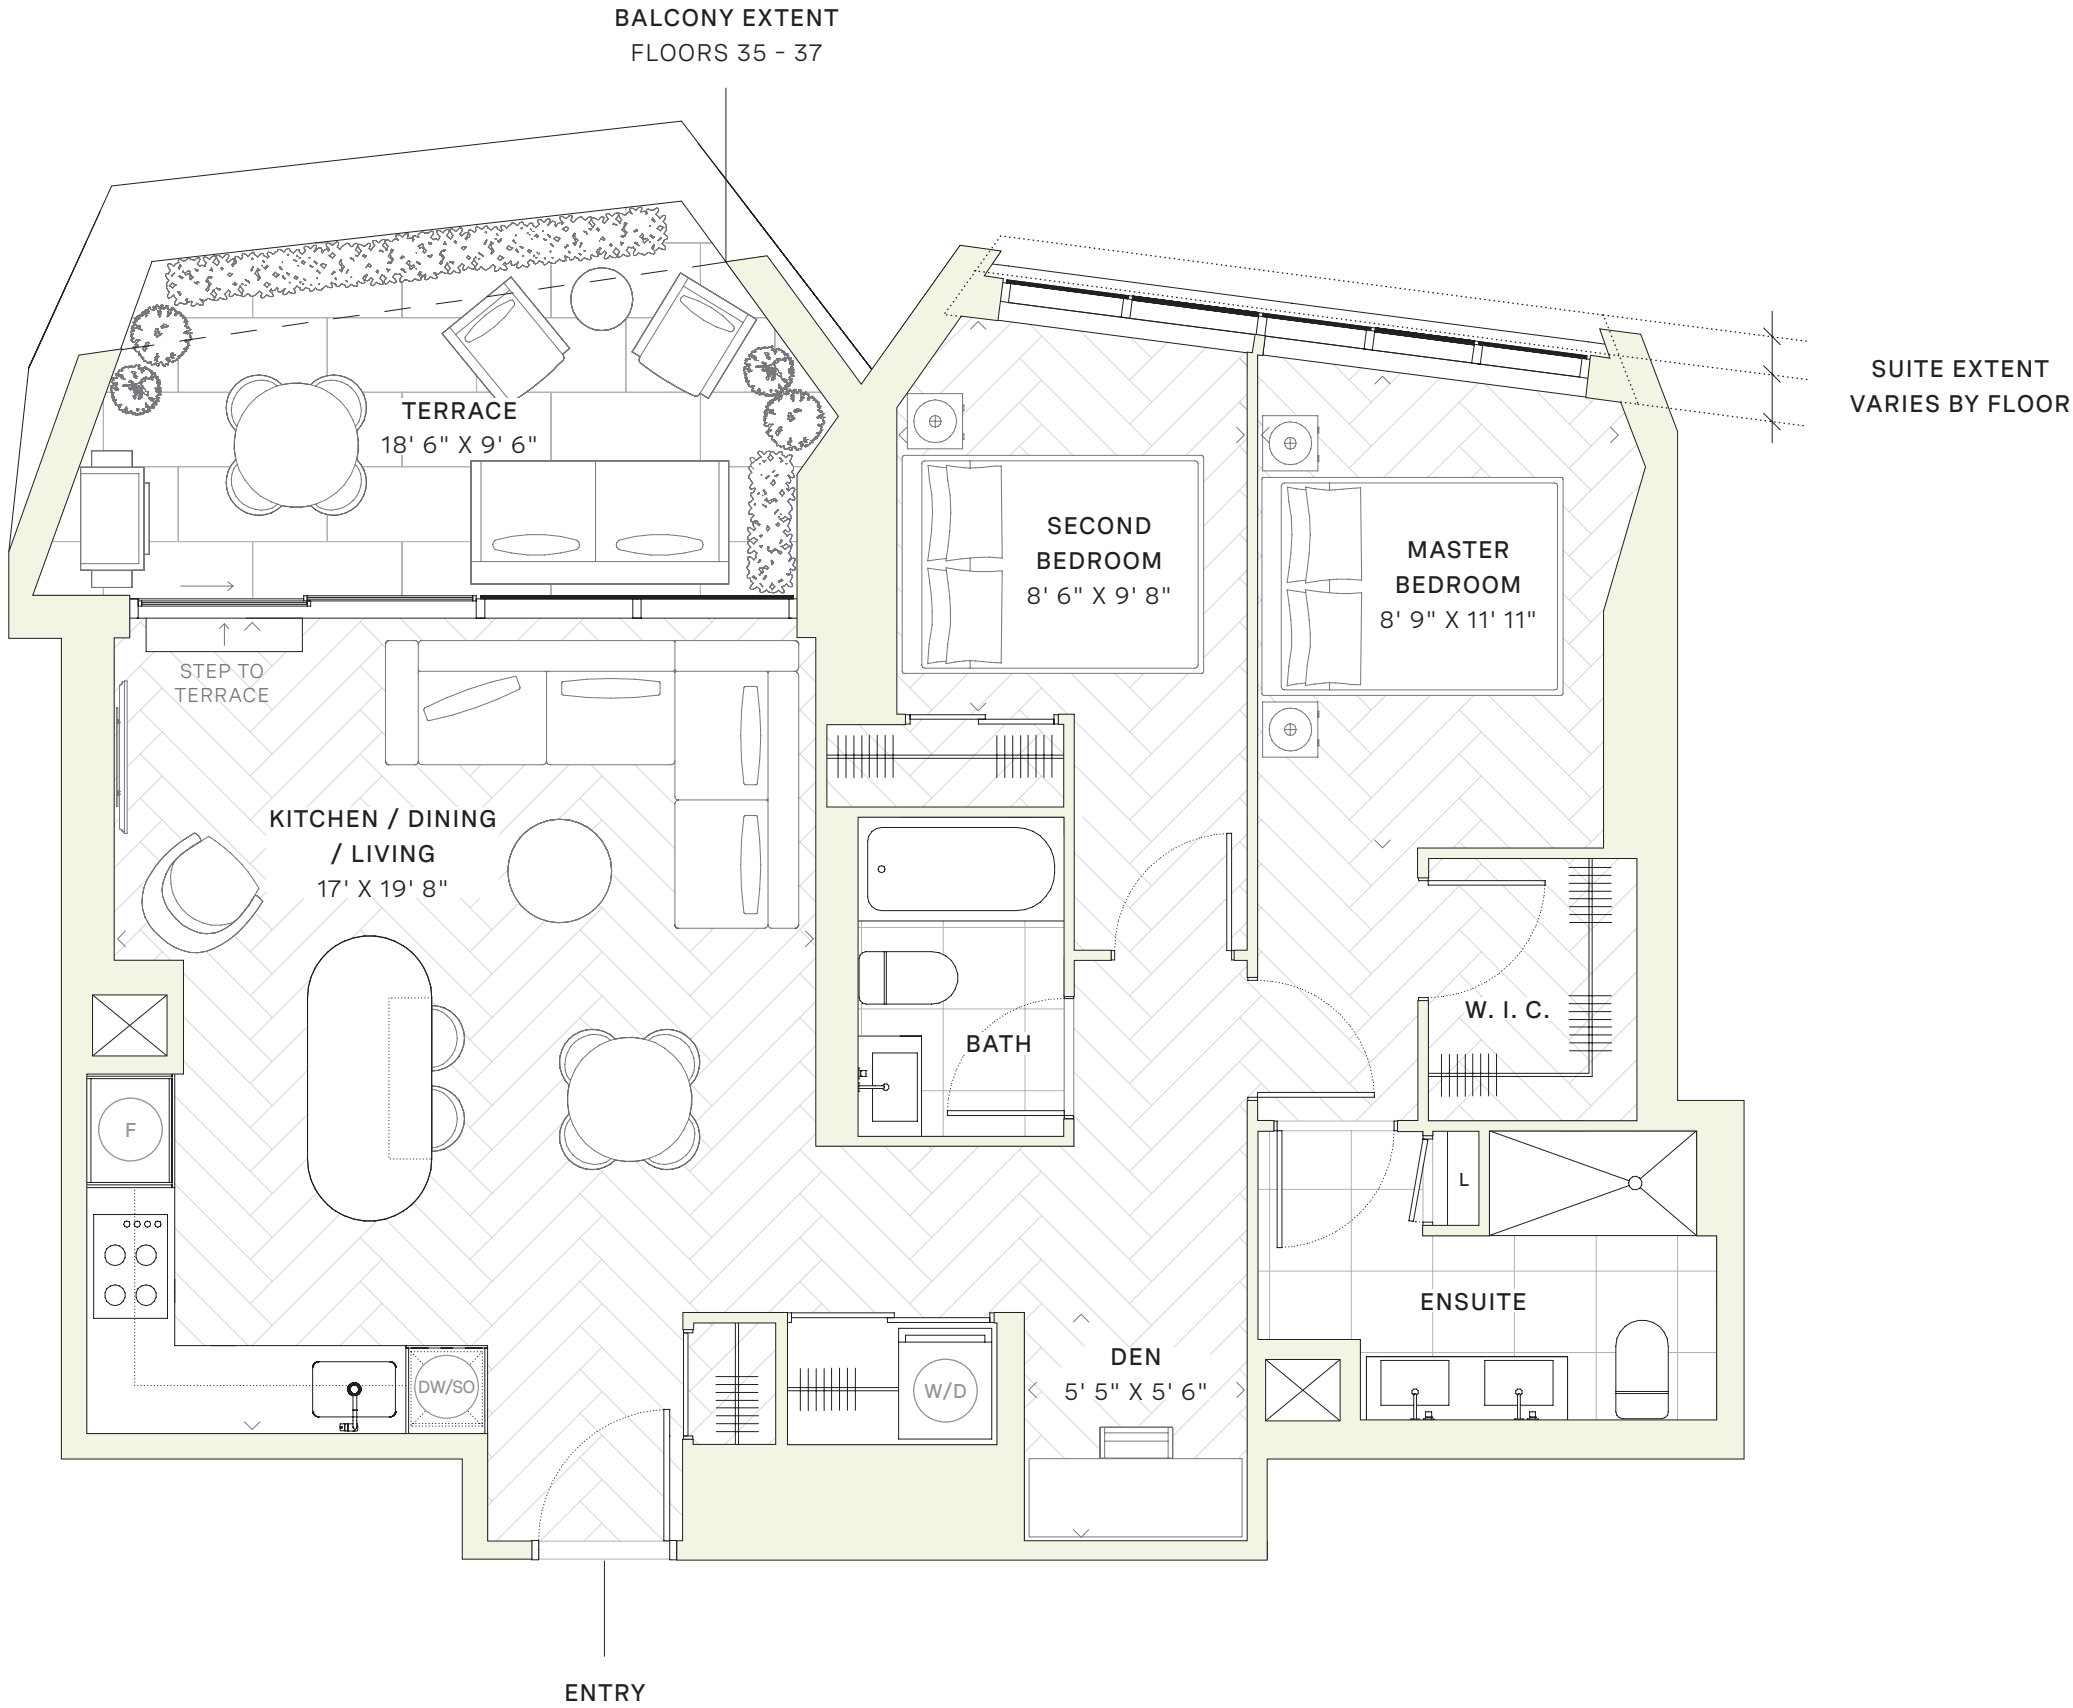 BALCONY EXTENT
FLOORS 35 - 37
SUITE EXTENT
VARIES BY FLOOR
TERRACE
18' 6" X 9' 6"
SECOND
BEDROOM
8' 6" X 9' 8"
MASTER
BEDROOM
8' 9" X 11' 11"
STEP TO
TERRACE
KITCHEN / DINING
/ LIVING
17' X 19' 8"
W. I. C.
BATH
F
L
ENSUITE
DEN
5' 5" X 5' 6"
DW/SO
W/D
ENTRY